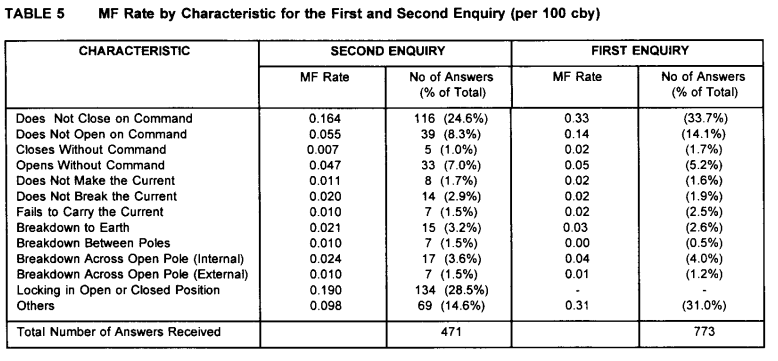 TABLE 5 MF Rate by Characteristic for the First and Second Enquiry (per 100 cby)
CHARACTERISTIC SECOND ENQUIRY FIRST ENQUIRY
MF Rate No of Answers (% of Total) MF Rate No of Answers (% of Total)
Does Not Close on Command 0.164 116 (24.6%) 0.33 (33.7%)
Does Not Open on Command 0.055 39 (8.3%) 0.14 (14.1%)
Closes Without Command 0.007 5 (1.0%) 0.02 (1.7%)
Opens Without Command 0.047 33 (7.0%) 0.05 (5.2%)
Does Not Make the Current 0.011 8 (1.7%) 0.02 (1.6%)
Does Not Break the Current 0.020 14 (2.9%) 0.02 (1.9%)
Fails to Carry the Current 0.010 7 (1.5%) 0.02 (2.5%)
Breakdown to Earth 0.021 15 (3.2%) 0.03 (2.6%)
Breakdown Between Poles 0.010 7 (1.5%) 0.00 (0.5%)
Breakdown Across Open Pole (Internal) 0.024 17 (3.6%) 0.04 (4.0%)
Breakdown Across Open Pole (External) 0.010 7 (1.5%) 0.01 (1.2%)
Locking in Open or Closed Position 0.190 134 (28.5%) - -
Others 0.098 69 (14.6%) 0.31 (31.0%)
Total Number of Answers Received 471 773